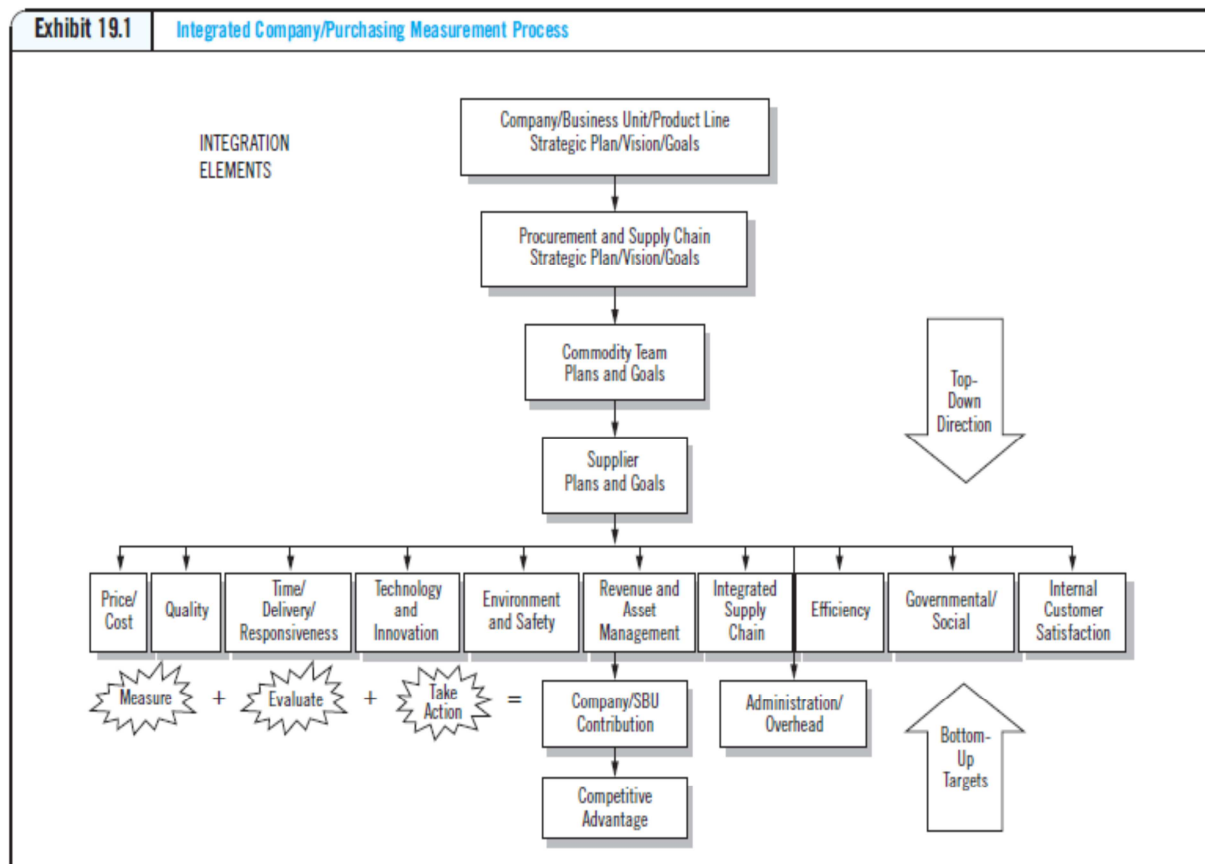 Exhibit 19.1
Integrated Company/Purchasing Measurement Process
INTEGRATION
ELEMENTS
Company/Business Unit/Product Line
Strategic Plan/Vision/Goals
Procurement and Supply Chain
Strategic Plan/Vision/Goals
Commodity Team
Plans and Goals
Supplier
Plans and Goals
Top-
Down
Direction
Price/
Cost
Quality
Time/
Delivery/
Responsiveness
Technology
and
Innovation
Environment
and Safety
Revenue and
Asset
Management
Integrated
Supply
Chain
Efficiency
Governmental/
Social
Internal
Customer
Satisfaction
Measure
+
Evaluate
+
Take
Action
=
Company/SBU
Contribution
Administration/
Overhead
Bottom-
Up
Targets
Competitive
Advantage